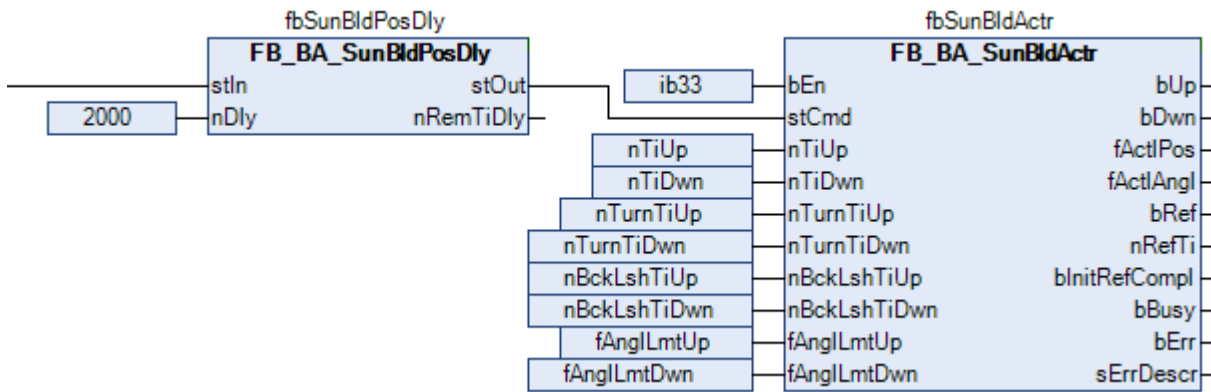 fbSunBldPosDly
FB_BA_SunBldPosDly
stIn stOut
2000 nDly nRemTiDly
fbSunBldActr
FB_BA_SunBldActr
ib33 bEn bUp
stCmd bDwn
nTiUp nTiUp fActlPos
nTiDwn nTiDwn fActlAngl
nTurnTiUp nTurnTiUp bRef
nTurnTiDwn nTurnTiDwn nRefTi
nBckLshTiUp nBckLshTiUp bInitRefCompl
nBckLshTiDwn nBckLshTiDwn bBusy
fAnglLmtUp fAnglLmtUp bErr
fAnglLmtDwn fAnglLmtDwn sErrDescr